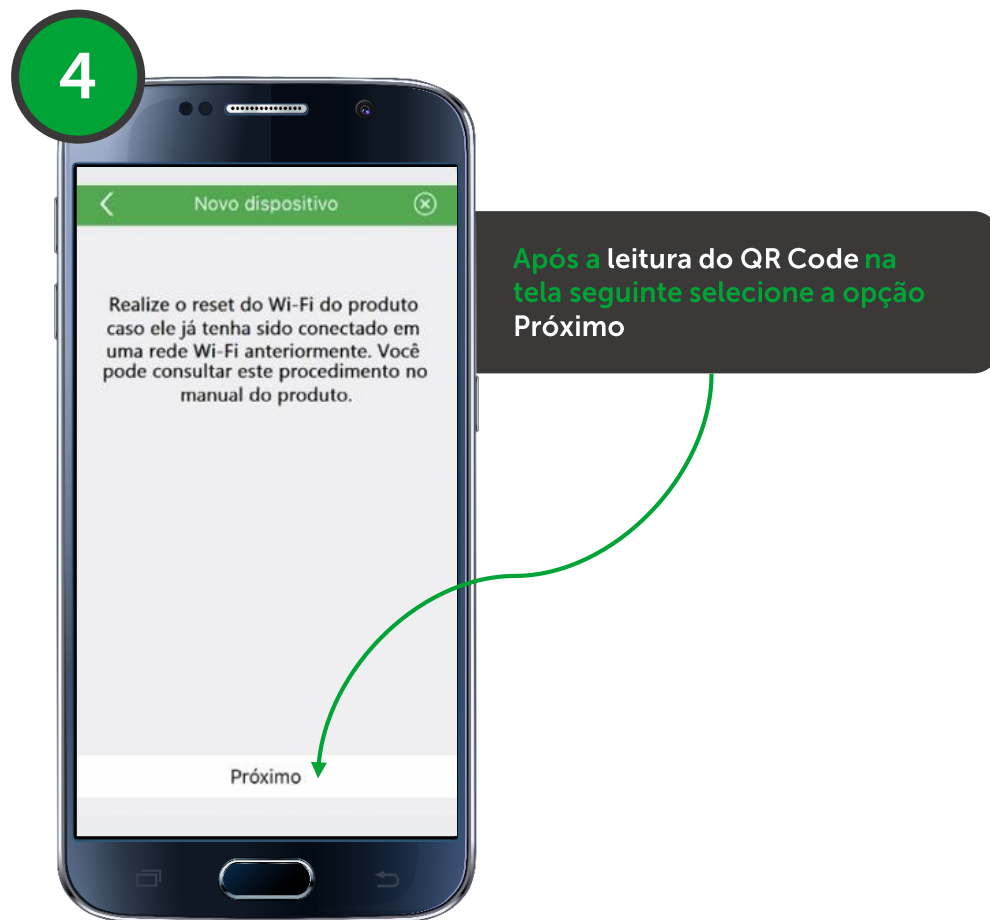 4
Novo dispositivo
Realize o reset do Wi-Fi do produto
caso ele já tenha sido conectado em
uma rede Wi-Fi anteriormente. Você
pode consultar este procedimento no
manual do produto.
Próximo
Após a leitura do QR Code na
tela seguinte selecione a opção
Próximo